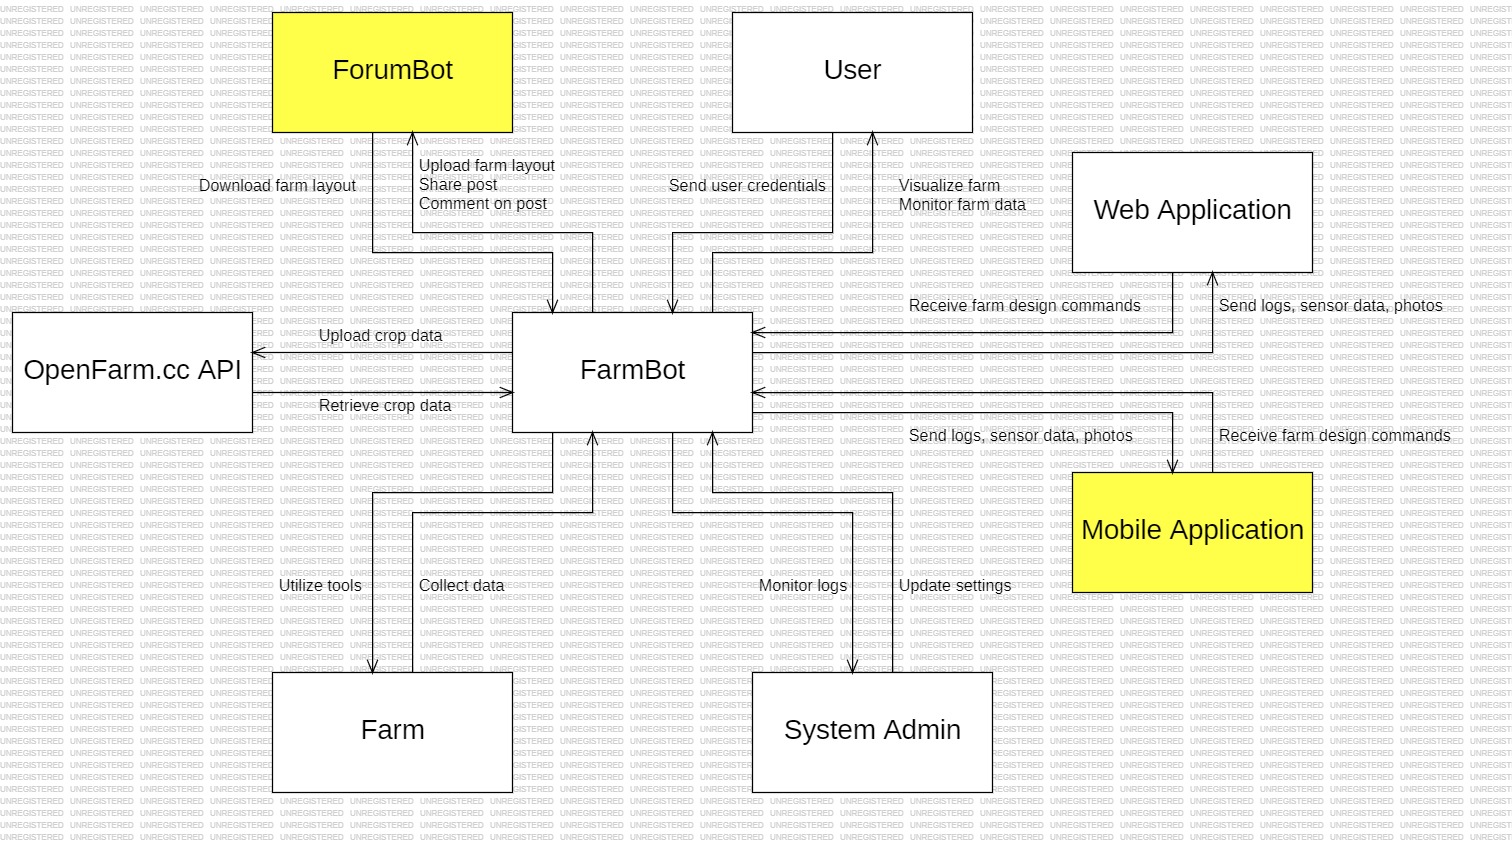 ForumBot
User
Upload farm layout
Share post
Comment on post
Download farm layout
Send user credentials
Visualize farm
Monitor farm data
Web Application
Receive farm design commands
Send logs, sensor data, photos
Upload crop data
OpenFarm.cc API
FarmBot
Retrieve crop data
Send logs, sensor data, photos
Receive farm design commands
Mobile Application
Utilize tools
Collect data
Monitor logs
Update settings
Farm
System Admin
UNREGISTERED